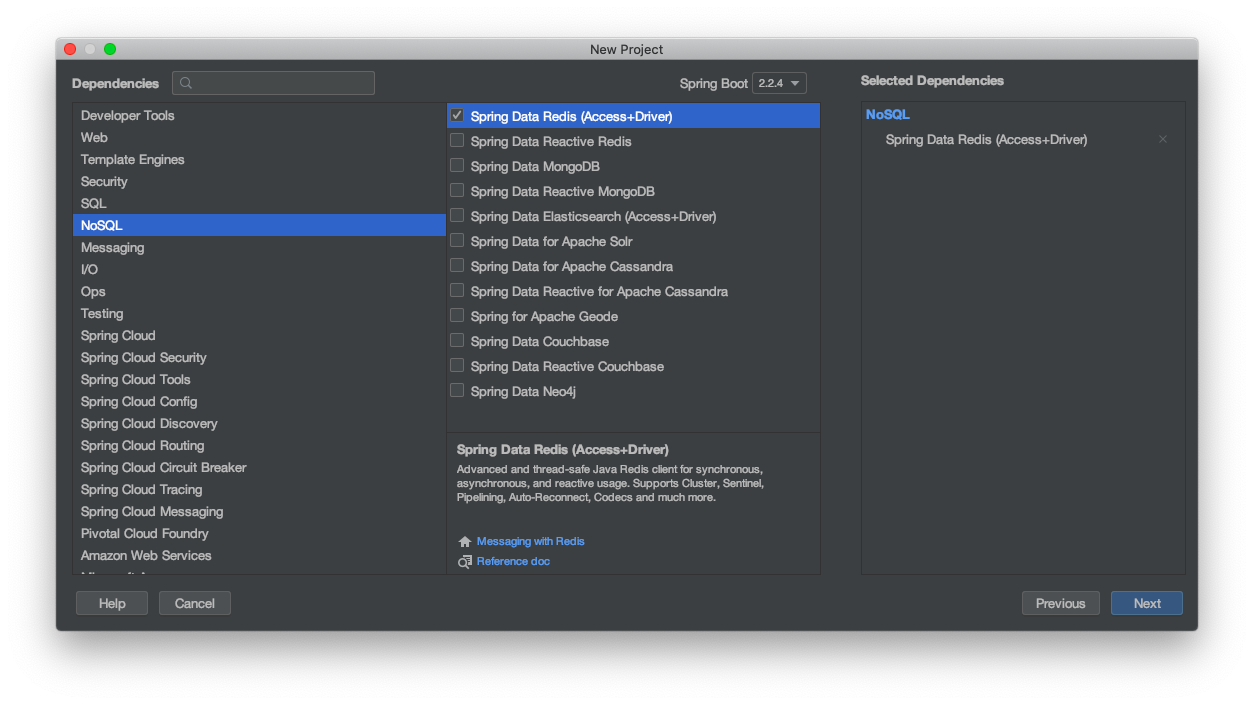 New Project
Dependencies
Spring Boot 2.2.4
Selected Dependencies
Developer Tools
Web
Template Engines
Security
SQL
NoSQL
Messaging
I/O
Ops
Testing
Spring Cloud
Spring Cloud Security
Spring Cloud Tools
Spring Cloud Config
Spring Cloud Discovery
Spring Cloud Routing
Spring Cloud Circuit Breaker
Spring Cloud Tracing
Spring Cloud Messaging
Pivotal Cloud Foundry
Amazon Web Services
Spring Data Redis (Access+Driver)
Spring Data Reactive Redis
Spring Data MongoDB
Spring Data Reactive MongoDB
Spring Data Elasticsearch (Access+Driver)
Spring Data for Apache Solr
Spring Data for Apache Cassandra
Spring Data Reactive for Apache Cassandra
Spring for Apache Geode
Spring Data Couchbase
Spring Data Reactive Couchbase
Spring Data Neo4j
Spring Data Redis (Access+Driver)
Advanced and thread-safe Java Redis client for synchronous,
asynchronous, and reactive usage. Supports Cluster, Sentinel,
Pipelining, Auto-Reconnect, Codecs and much more.
Messaging with Redis
Reference doc
NoSQL
Spring Data Redis (Access+Driver)
Help
Cancel
Previous
Next